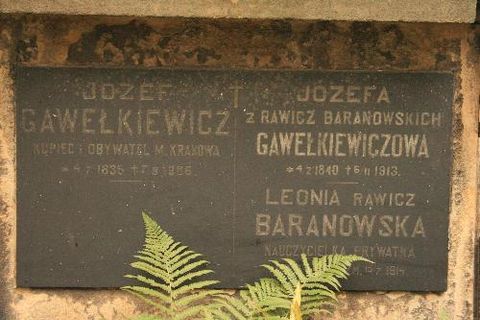 JÓZEF
GAWEŁKIEWICZ
KUPIEC I OBYWATEL M. KRAKOWA
JÓZEFA
Z RAWICZ BARANOWSKICH
GAWEŁKIEWICZOWA
* 4/2 1840 † 6/II 1913.
LEONIA RAWICZ
BARANOWSKA
NAUCZYCIELKA PRYWATNA
1914.